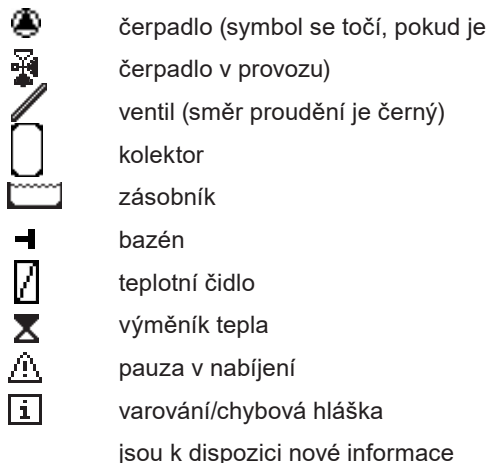 čerpadlo (symbol se točí, pokud je
čerpadlo v provozu)
ventil (směr proudění je černý)
kolektor
zásobník
bazén
teplotní čidlo
výměník tepla
pauza v nabíjení
varování/chybová hláška
jsou k dispozici nové informace